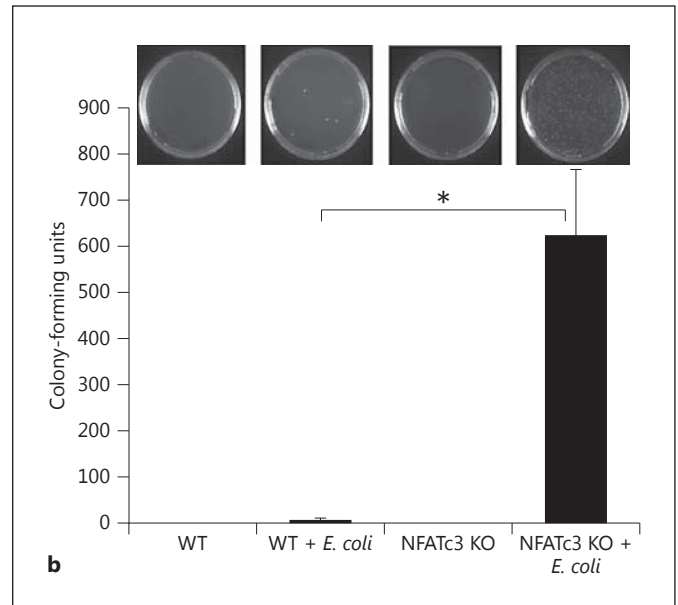 900
800
700
600
500
400
300
200
100
0
Colony-forming units
*
WT
WT + E. coli
NFATc3 KO
NFATc3 KO +
E. coli
b